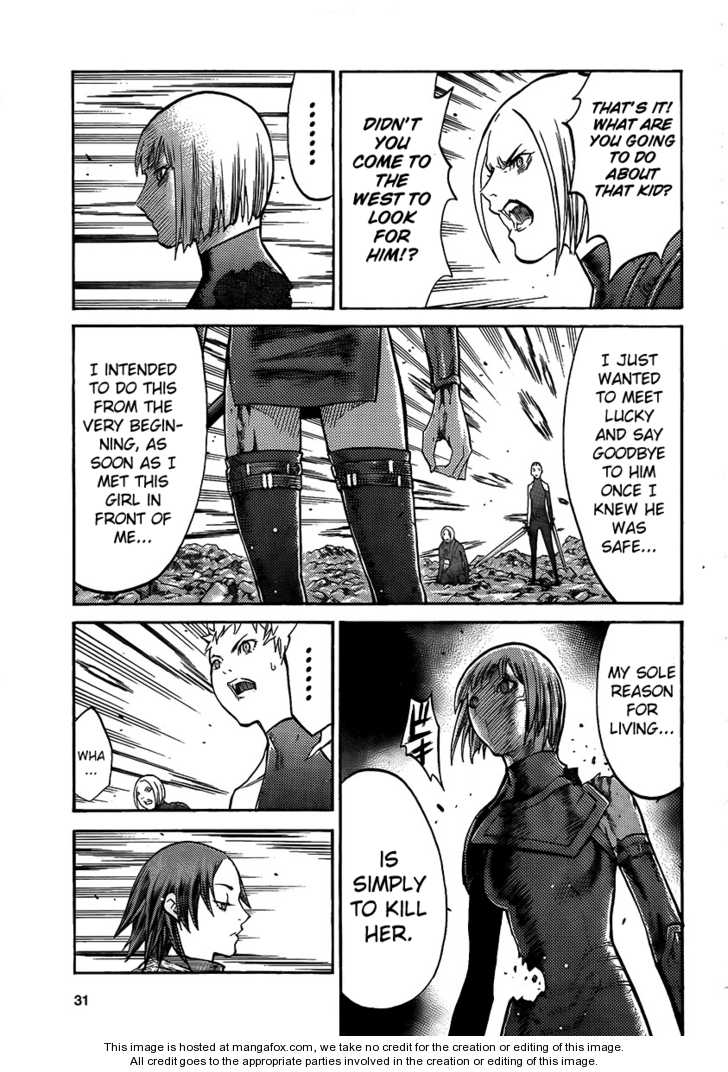 THAT'S IT!
WHAT ARE
YOU GOING
TO DO
ABOUT
THAT KID?
DIDN'T
YOU
COME TO
THE
WEST TO
LOOK
FOR
HIM!?
I JUST
WANTED
TO MEET
LUCKY
AND SAY
GOODBYE
TO HIM
ONCE I
KNEW HE
WAS
SAFE...
I INTENDED
TO DO THIS
FROM THE
VERY BEGIN-
NING, AS
SOON AS I
MET THIS
GIRL IN
FRONT OF
ME...
MY SOLE
REASON
FOR
LIVING...
ドキ
IS
SIMPLY
TO KILL
HER.
WHA
...
31
This image is hosted at mangafox.com, we take no credit for the creation or editing of this image.
All credit goes to the appropriate parties involved in the creation or editing of this image.